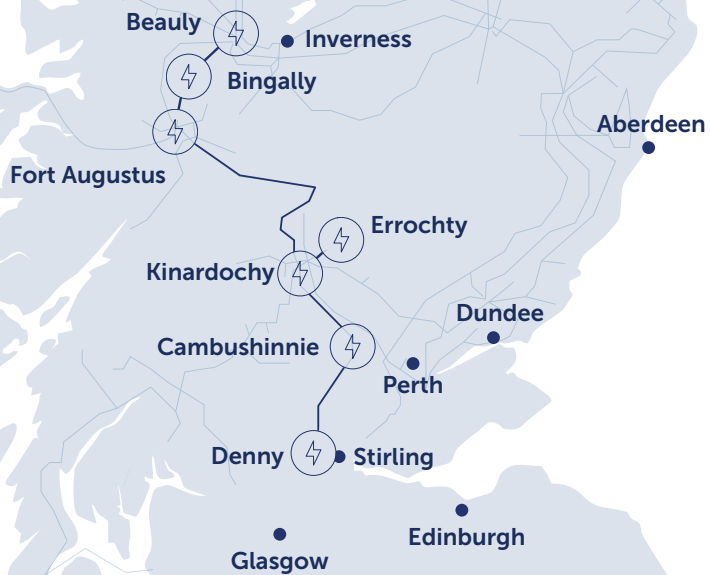 Beauly
Inverness
Bingally
Aberdeen
Fort Augustus
Errochty
Kinardochy
Dundee
Cambushinnie
Perth
Denny
Stirling
Edinburgh
Glasgow